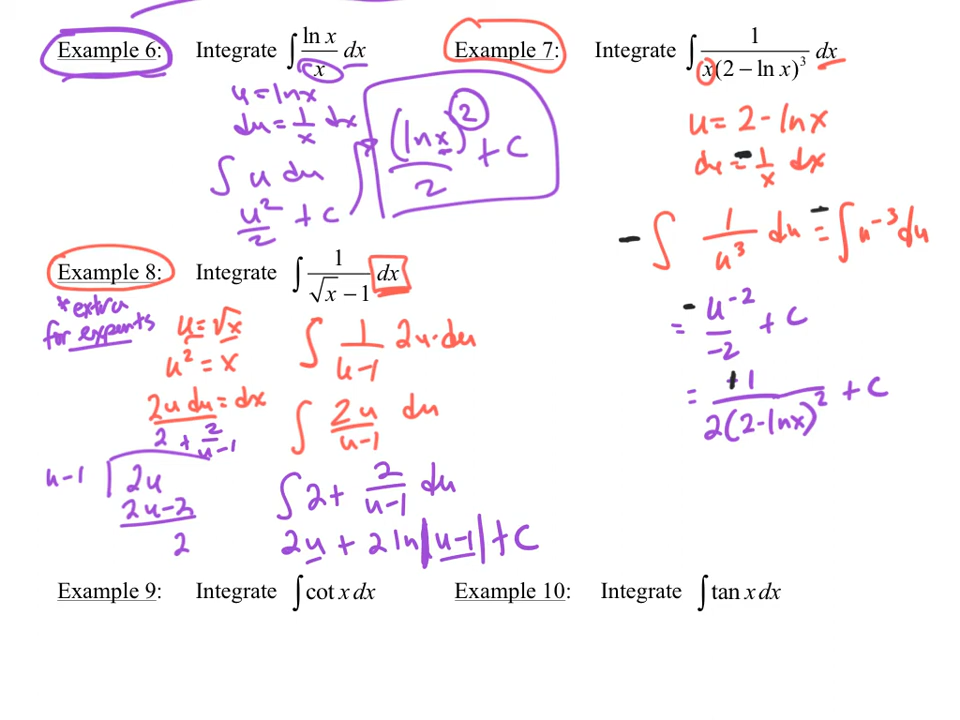 Example 6: Integrate ∫ ln x / x dx
u = ln x
du = 1/x dx
∫ u du
u²/2 + C
(ln x)²/2 + C
Example 7: Integrate ∫ 1 / x(2 − ln x)³ dx
u = 2 - ln x
du = - 1/x dx
- ∫ 1/u³ du = - ∫ u⁻³ du
= - u⁻²/-2 + C
= +1 / 2(2 - ln x)² + C
Example 8: Integrate ∫ 1 / √x − 1 dx
* extra
for experts
u = √x
u² = x
2u du = dx
2 + 2/u-1
u-1 | 2u
2u - 2
2
∫ 1/u-1 2u · du
∫ 2u/u-1 du
∫ 2 + 2/u-1 du
2u + 2 ln |u-1| + C
Example 9: Integrate ∫ cot x dx
Example 10: Integrate ∫ tan x dx